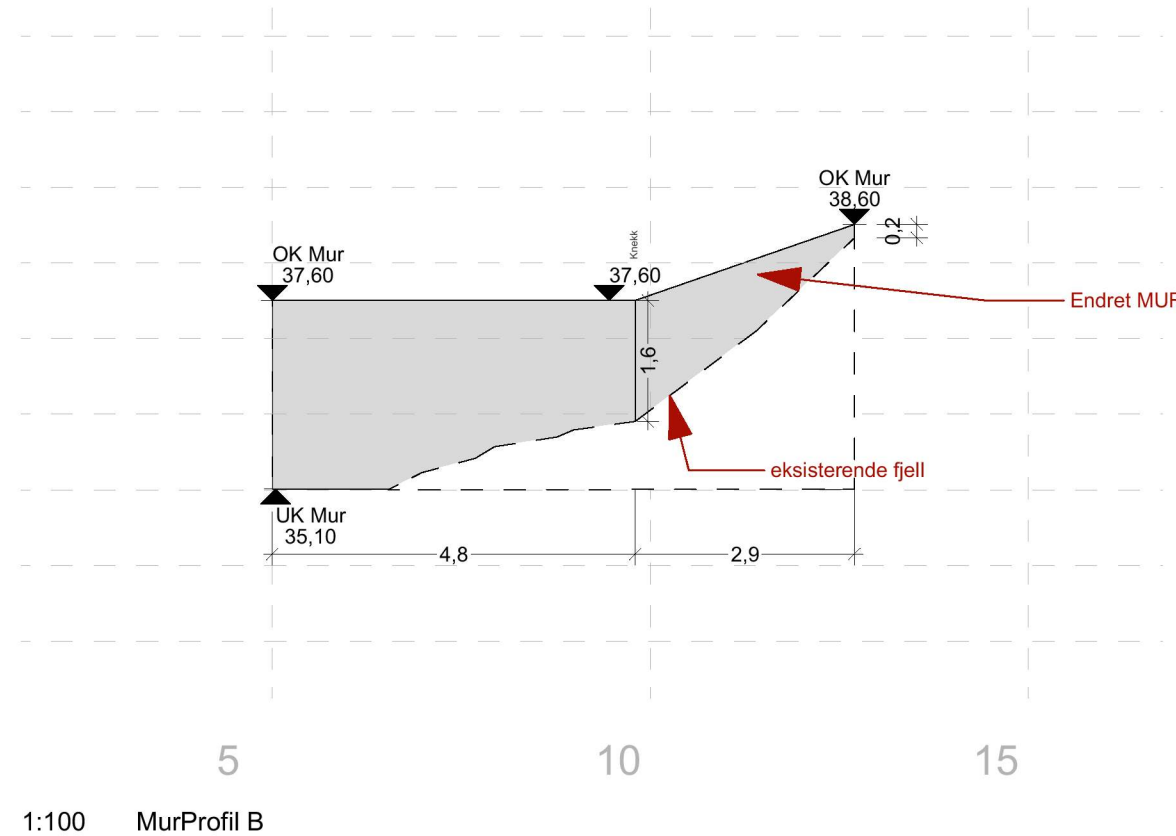 OK Mur
38,60
0,2
Knekk
OK Mur
37,60
37,60
Endret MUR
1,6
eksisterende fjell
UK Mur
35,10
4,8
2,9
5
10
15
1:100 MurProfil B